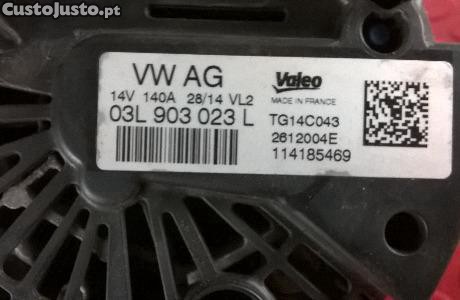 CustoJusto.pt
VW AG
14V 140A 28/14 VL2
03L 903 023 L
Valeo
MADE IN FRANCE
TG14C043
2612004E
114185469